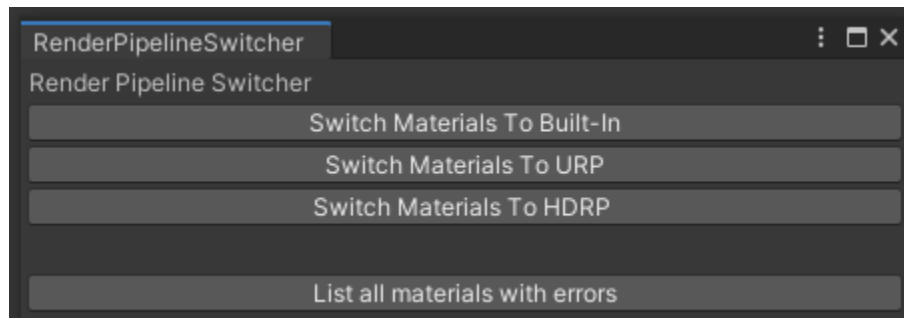 RenderPipelineSwitcher
Render Pipeline Switcher
Switch Materials To Built-In
Switch Materials To URP
Switch Materials To HDRP
List all materials with errors